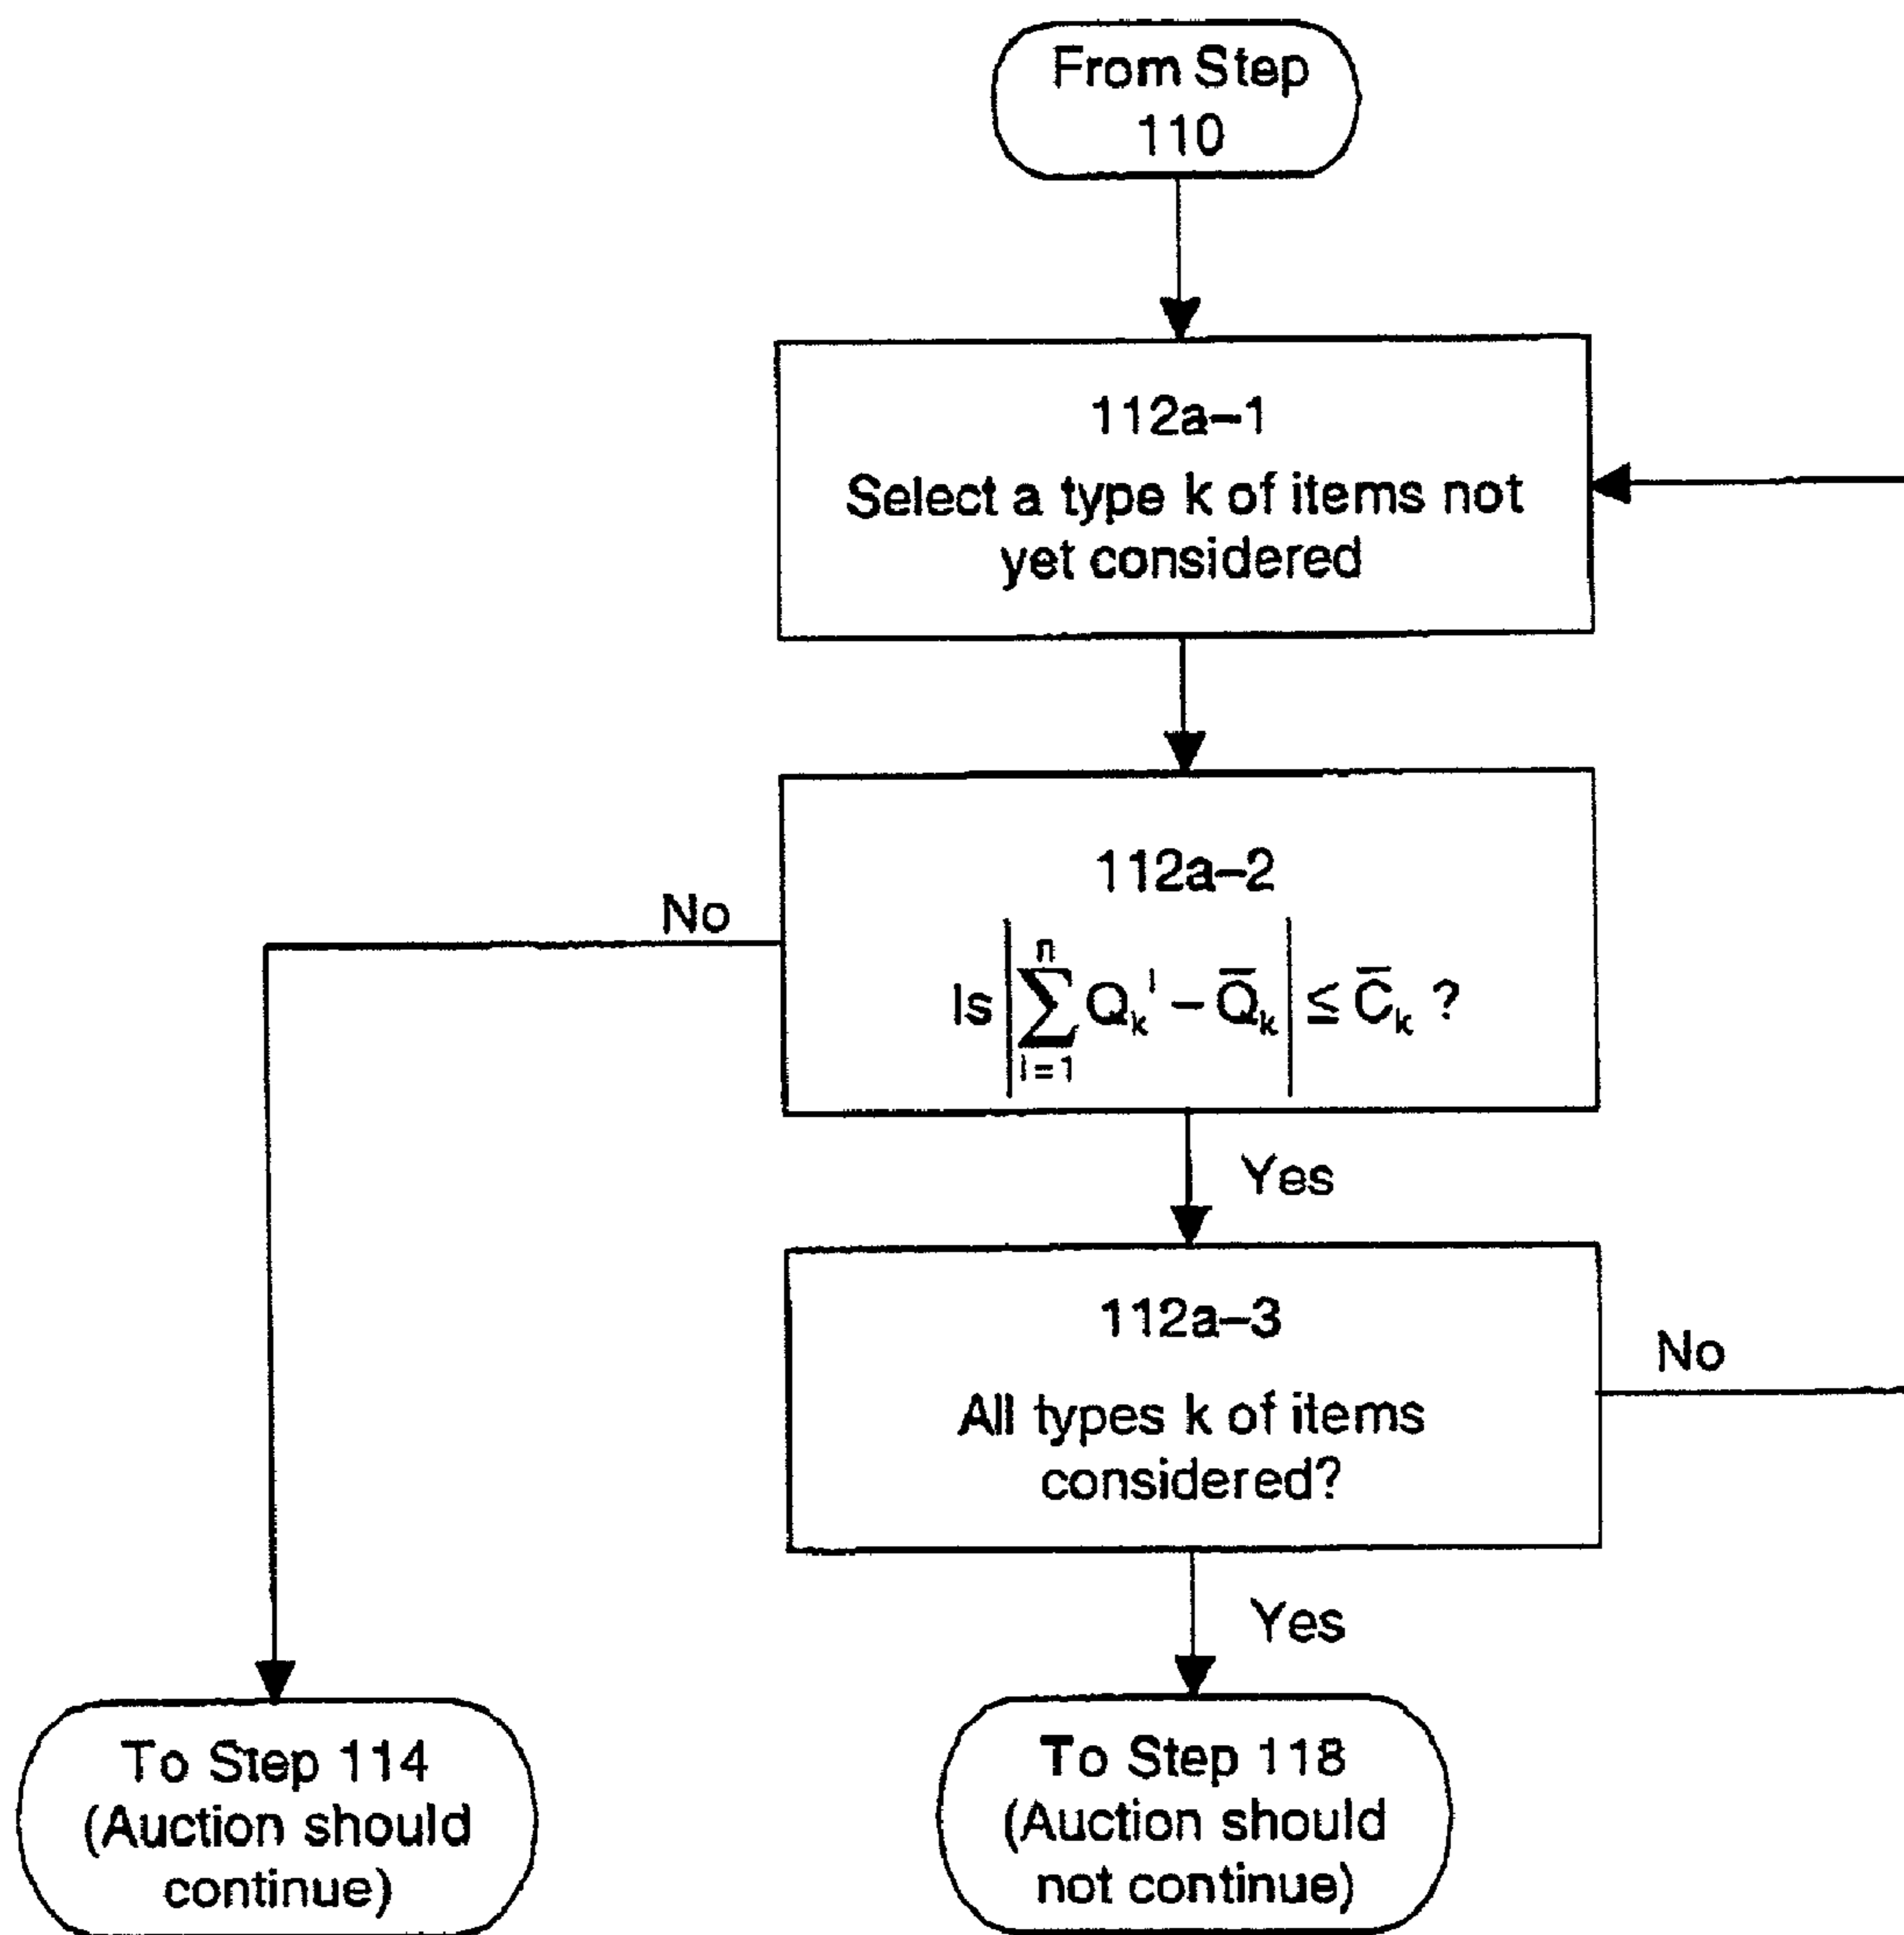 From Step
110
112a–1
Select a type k of items not
yet considered
112a–2
No
Is |∑_{i=1}^{n} Q_k^i – Q̄_k| ≦ C̄_k ?
Yes
112a–3
No
All types k of items
considered?
Yes
To Step 114
(Auction should
continue)
To Step 118
(Auction should
not continue)